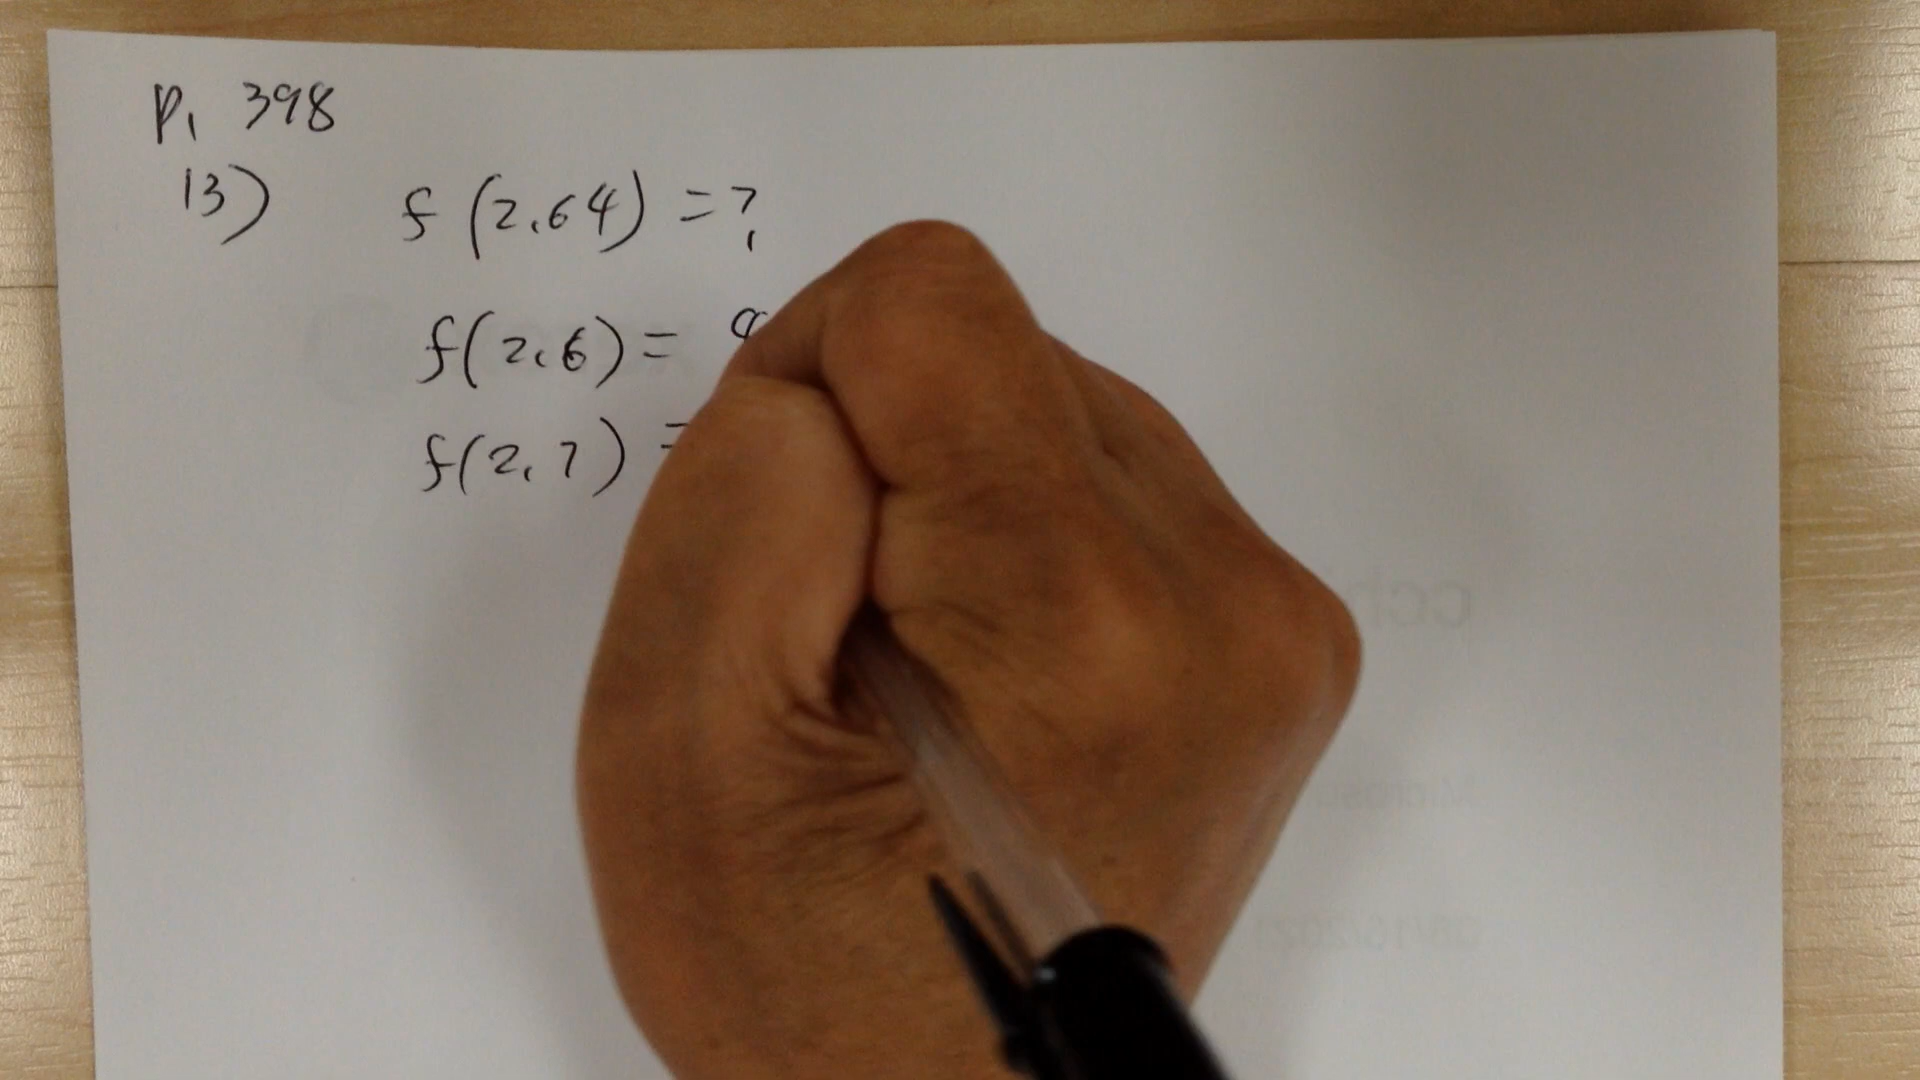 P. 398
13) f(2.64) = ?
f(2.6) =
f(2.7) =